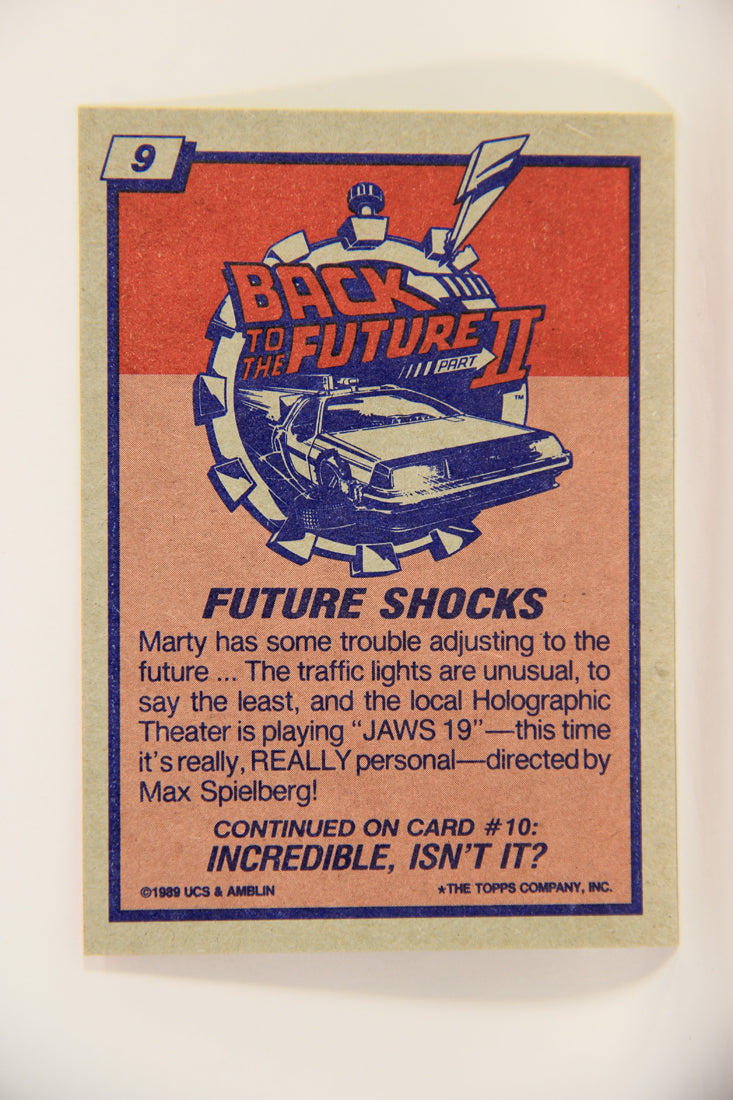 9
BACK
TO
THE FUTURE
PART II
TM
FUTURE SHOCKS
Marty has some trouble adjusting to the
future ... The traffic lights are unusual, to
say the least, and the local Holographic
Theater is playing “JAWS 19”—this time
it's really, REALLY personal—directed by
Max Spielberg!
CONTINUED ON CARD #10:
INCREDIBLE, ISN'T IT?
©1989 UCS & AMBLIN
★THE TOPPS COMPANY, INC.